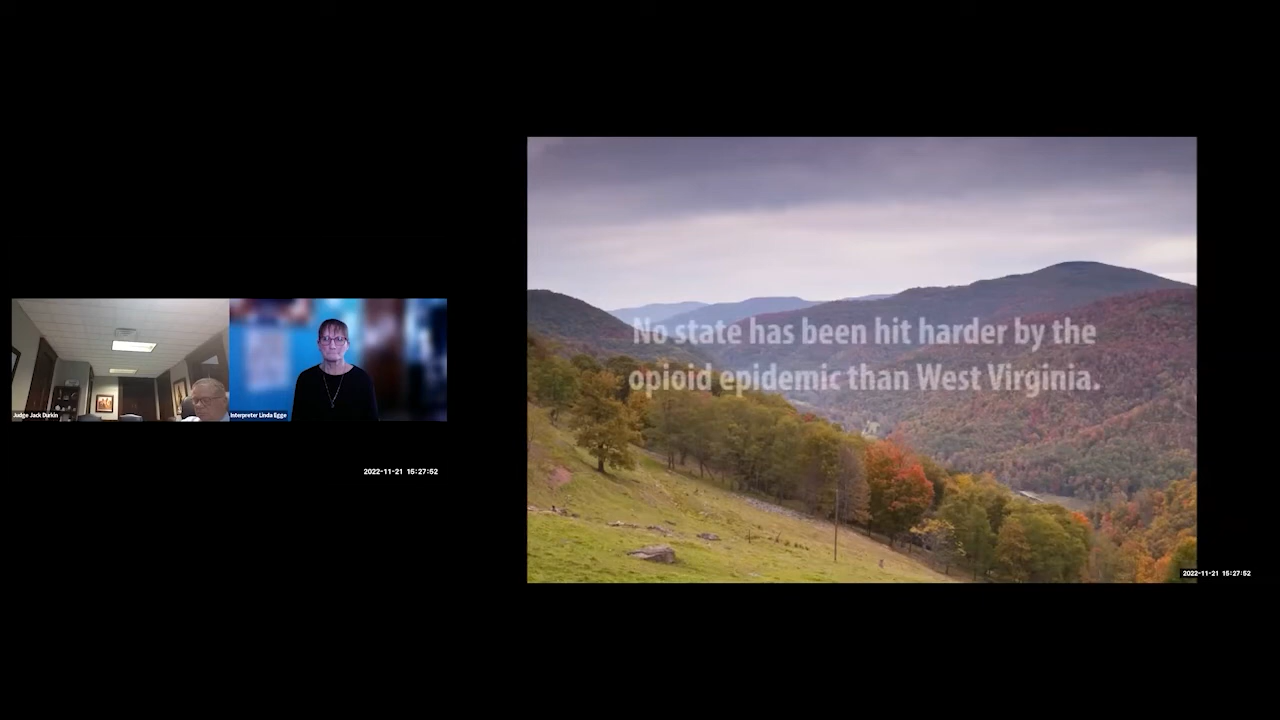 Judge Jack Durkin
Interpreter Linda Egge
2022-11-21 15:27:52
No state has been hit harder by the
opioid epidemic than West Virginia.
2022-11-21 15:27:52